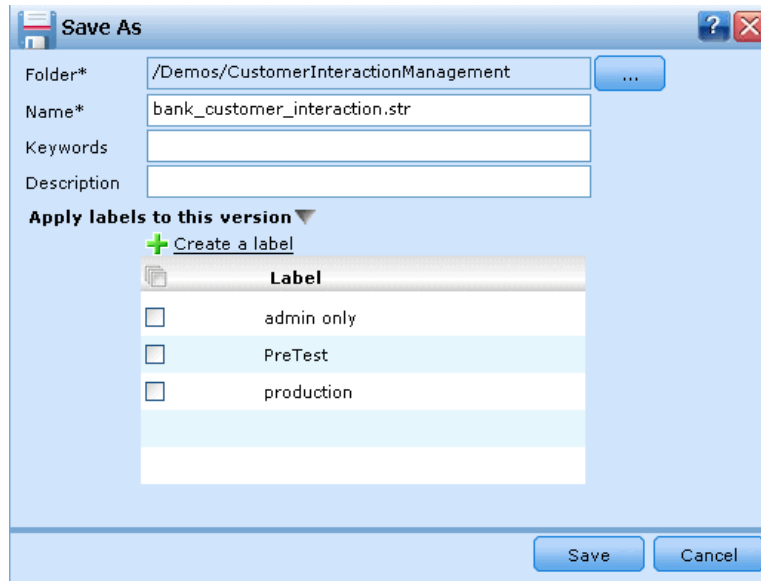 Save As
?
Folder* /Demos/CustomerInteractionManagement ...
Name* bank_customer_interaction.str
Keywords
Description
Apply labels to this version
Create a label
Label
admin only
PreTest
production
Save Cancel